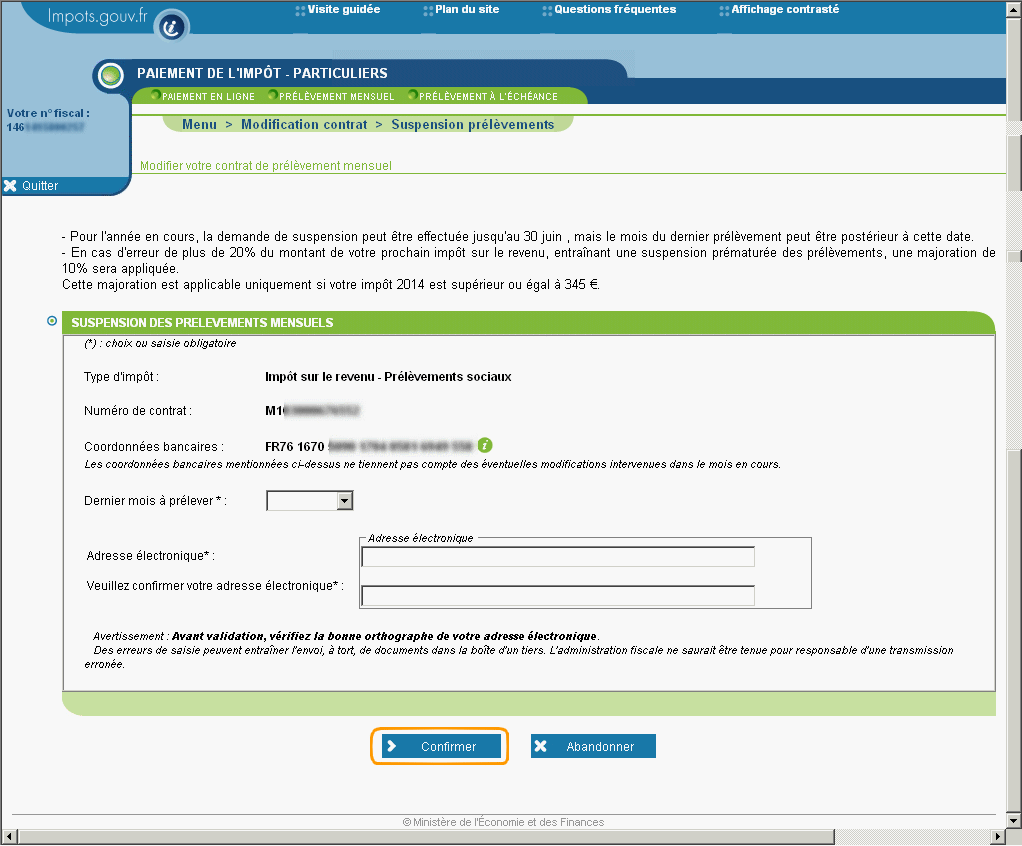 Impots.gouv.fr
Visite guidée
Plan du site
Questions fréquentes
Affichage contrasté
PAIEMENT DE L'IMPÔT - PARTICULIERS
PAIEMENT EN LIGNE
PRÉLÈVEMENT MENSUEL
PRÉLÈVEMENT À L'ÉCHÉANCE
Votre n° fiscal :
146
Menu > Modification contrat > Suspension prélèvements
Modifier votre contrat de prélèvement mensuel
Quitter
- Pour l'année en cours, la demande de suspension peut être effectuée jusqu'au 30 juin , mais le mois du dernier prélèvement peut être postérieur à cette date.
- En cas d'erreur de plus de 20% du montant de votre prochain impôt sur le revenu, entraînant une suspension prématurée des prélèvements, une majoration de
10% sera appliquée.
Cette majoration est applicable uniquement si votre impôt 2014 est supérieur ou égal à 345 €.
SUSPENSION DES PRELEVEMENTS MENSUELS
(*) : choix ou saisie obligatoire
Type d'impôt : Impôt sur le revenu - Prélèvements sociaux
Numéro de contrat : M1
Coordonnées bancaires : FR76 1670
Les coordonnées bancaires mentionnées ci-dessus ne tiennent pas compte des éventuelles modifications intervenues dans le mois en cours.
Dernier mois à prélever * :
Adresse électronique
Adresse électronique* :
Veuillez confirmer votre adresse électronique* :
Avertissement : Avant validation, vérifiez la bonne orthographe de votre adresse électronique.
Des erreurs de saisie peuvent entraîner l'envoi, à tort, de documents dans la boîte d'un tiers. L'administration fiscale ne saurait être tenue pour responsable d'une transmission
erronée.
Confirmer
Abandonner
© Ministère de l'Économie et des Finances